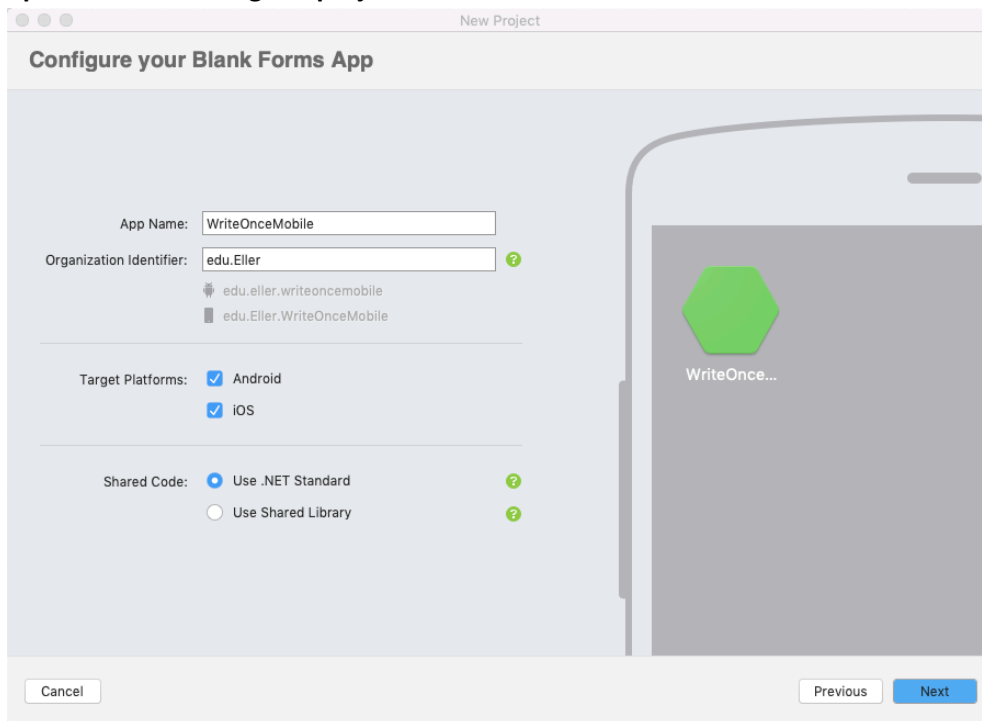 New Project
Configure your Blank Forms App
App Name: WriteOnceMobile
Organization Identifier: edu.Eller ?
edu.eller.writeoncemobile
edu.Eller.WriteOnceMobile
WriteOnce...
Target Platforms: Android
iOS
Shared Code: Use .NET Standard ?
Use Shared Library ?
Cancel Previous Next